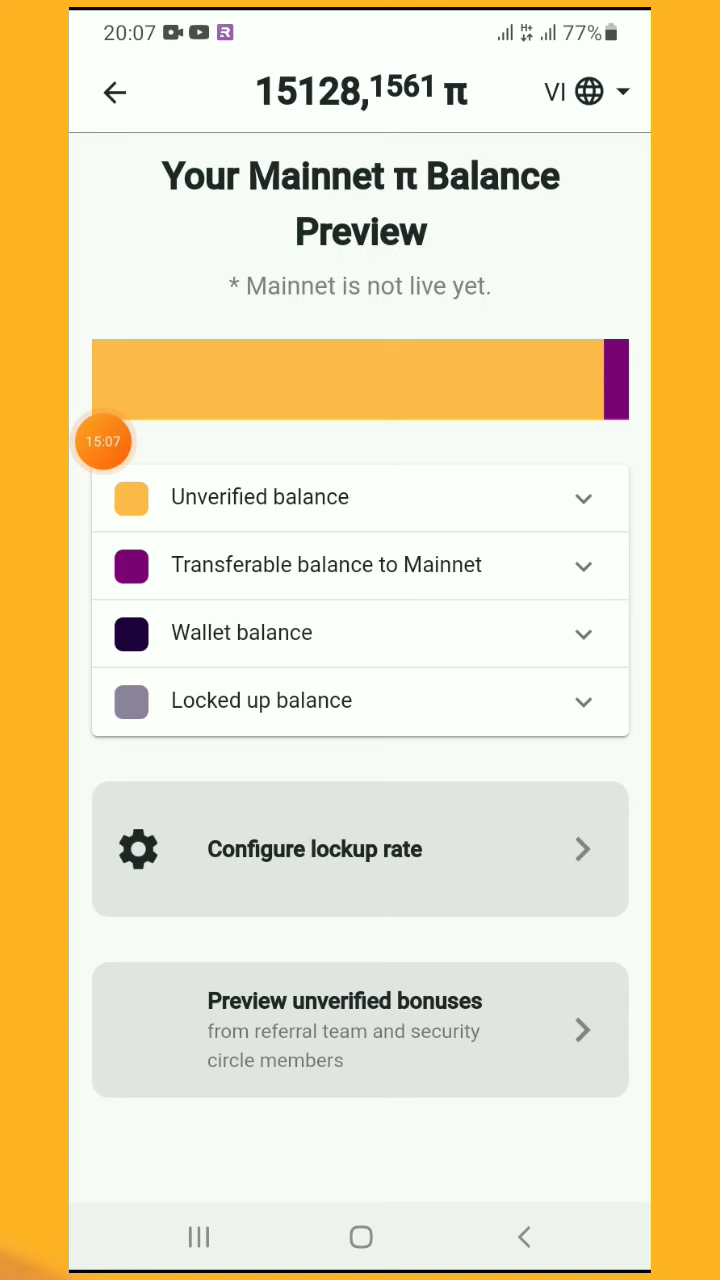 20:07 R 77%
15128,1561 π VI
Your Mainnet π Balance
Preview
* Mainnet is not live yet.
15:07
Unverified balance
Transferable balance to Mainnet
Wallet balance
Locked up balance
Configure lockup rate
Preview unverified bonuses
from referral team and security
circle members